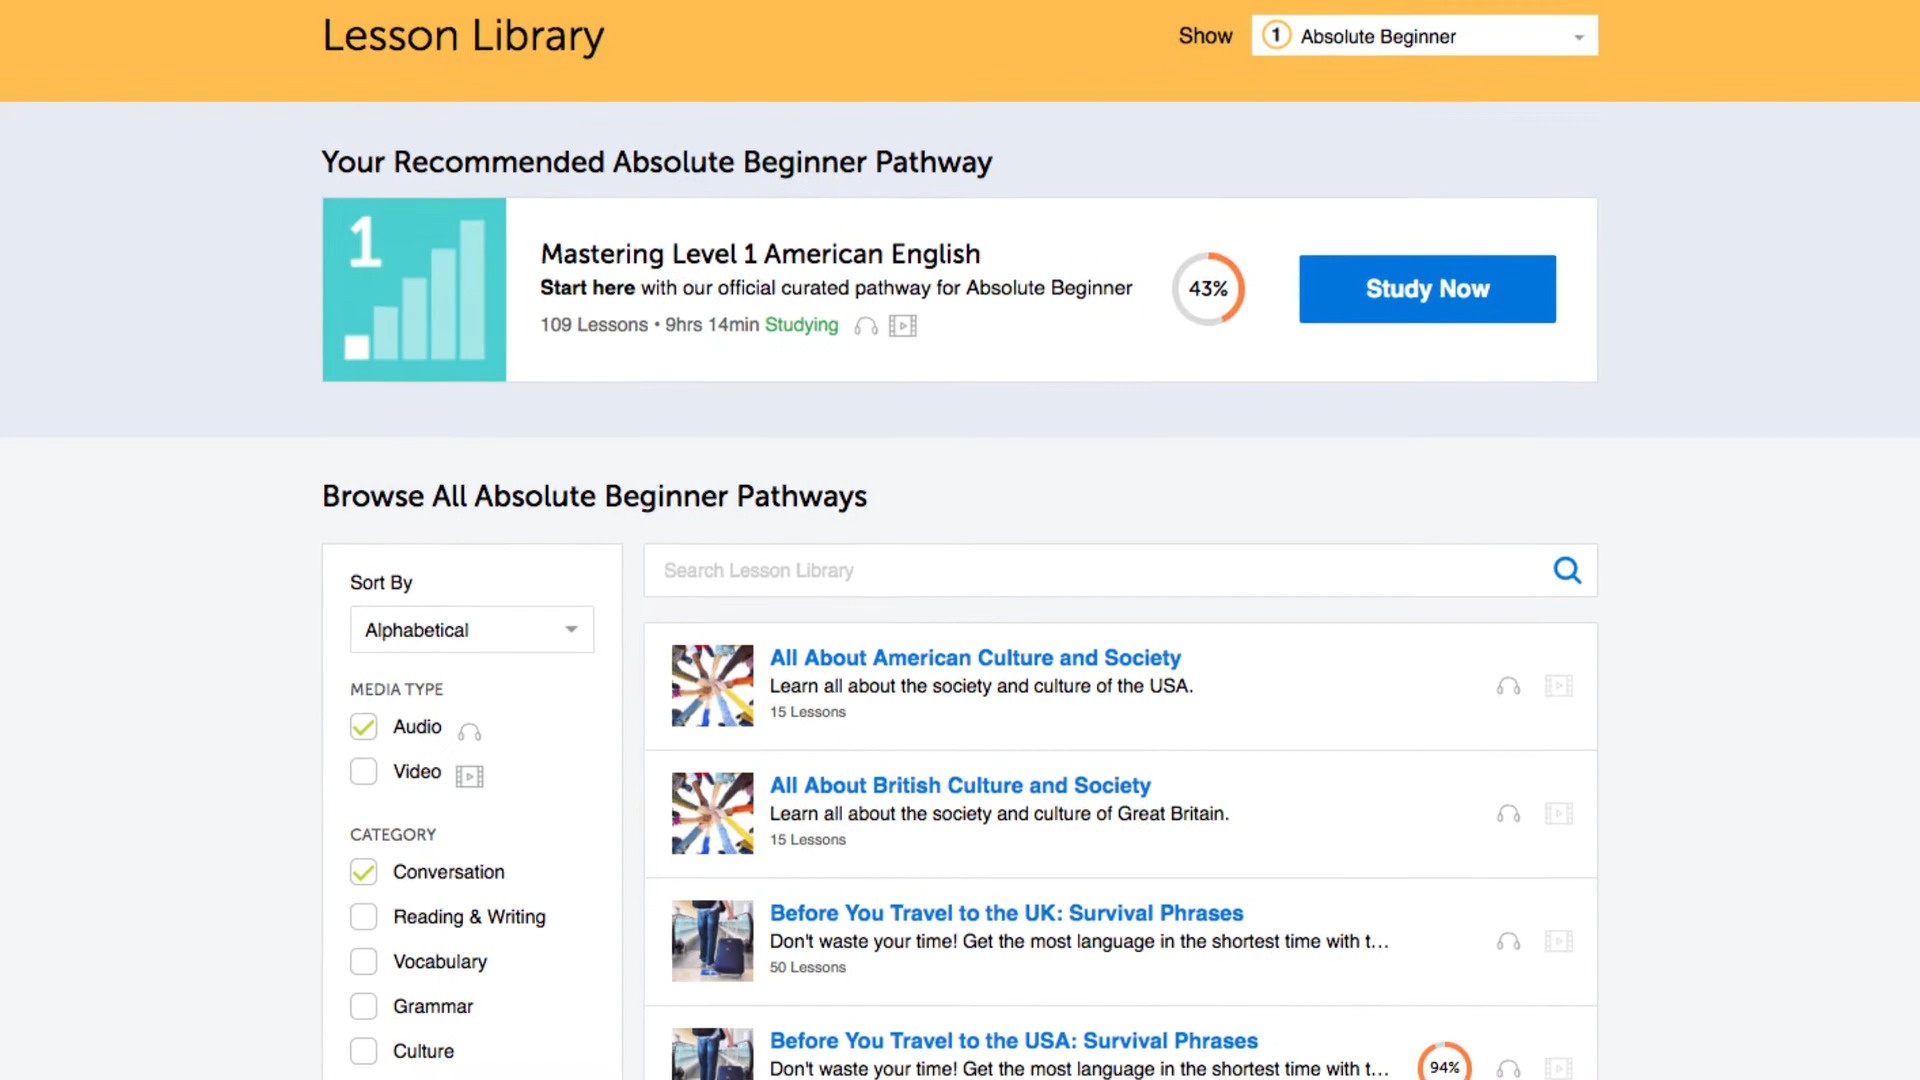 Lesson Library
Show
1 Absolute Beginner
Your Recommended Absolute Beginner Pathway
1
Mastering Level 1 American English
Start here with our official curated pathway for Absolute Beginner
109 Lessons • 9hrs 14min Studying
43%
Study Now
Browse All Absolute Beginner Pathways
Sort By
Alphabetical
MEDIA TYPE
Audio
Video
CATEGORY
Conversation
Reading & Writing
Vocabulary
Grammar
Culture
Search Lesson Library
All About American Culture and Society
Learn all about the society and culture of the USA.
15 Lessons
All About British Culture and Society
Learn all about the society and culture of Great Britain.
15 Lessons
Before You Travel to the UK: Survival Phrases
Don't waste your time! Get the most language in the shortest time with t...
50 Lessons
Before You Travel to the USA: Survival Phrases
Don't waste your time! Get the most language in the shortest time with t...
94%